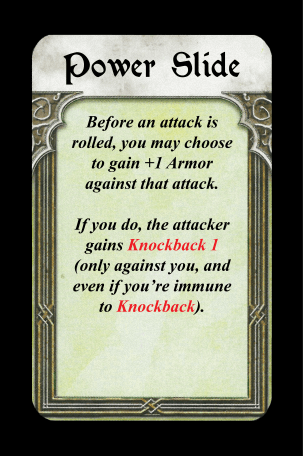 Power Slide
Before an attack is
rolled, you may choose
to gain +1 Armor
against that attack.
If you do, the attacker
gains Knockback 1
(only against you, and
even if you're immune
to Knockback).